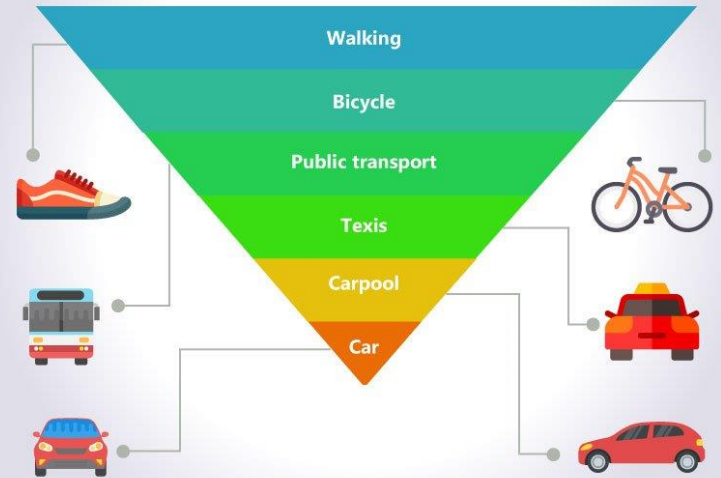 Walking
Bicycle
Public transport
Texis
Carpool
Car